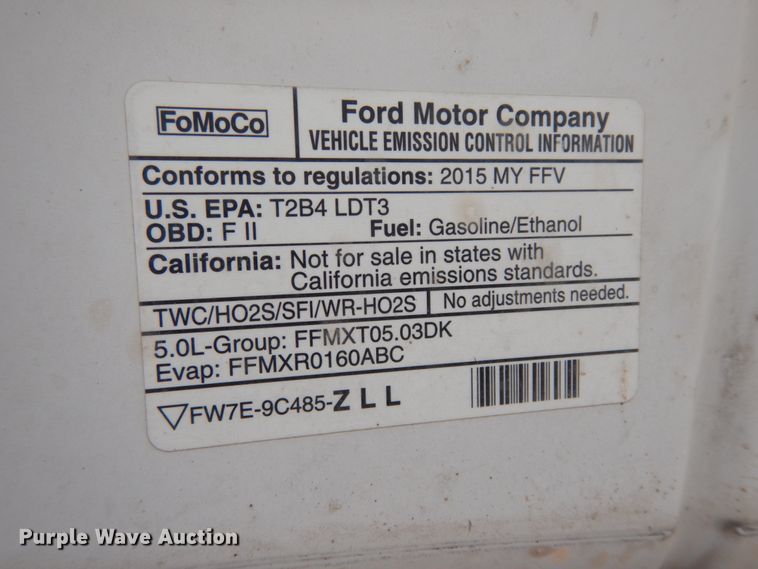 FoMoCo
Ford Motor Company
VEHICLE EMISSION CONTROL INFORMATION
Conforms to regulations: 2015 MY FFV
U.S. EPA: T2B4 LDT3
OBD: F II Fuel: Gasoline/Ethanol
California: Not for sale in states with
California emissions standards.
TWC/HO2S/SFI/WR-HO2S No adjustments needed.
5.0L-Group: FFMXT05.03DK
Evap: FFMXR0160ABC
FW7E-9C485-ZLL
Purple Wave Auction